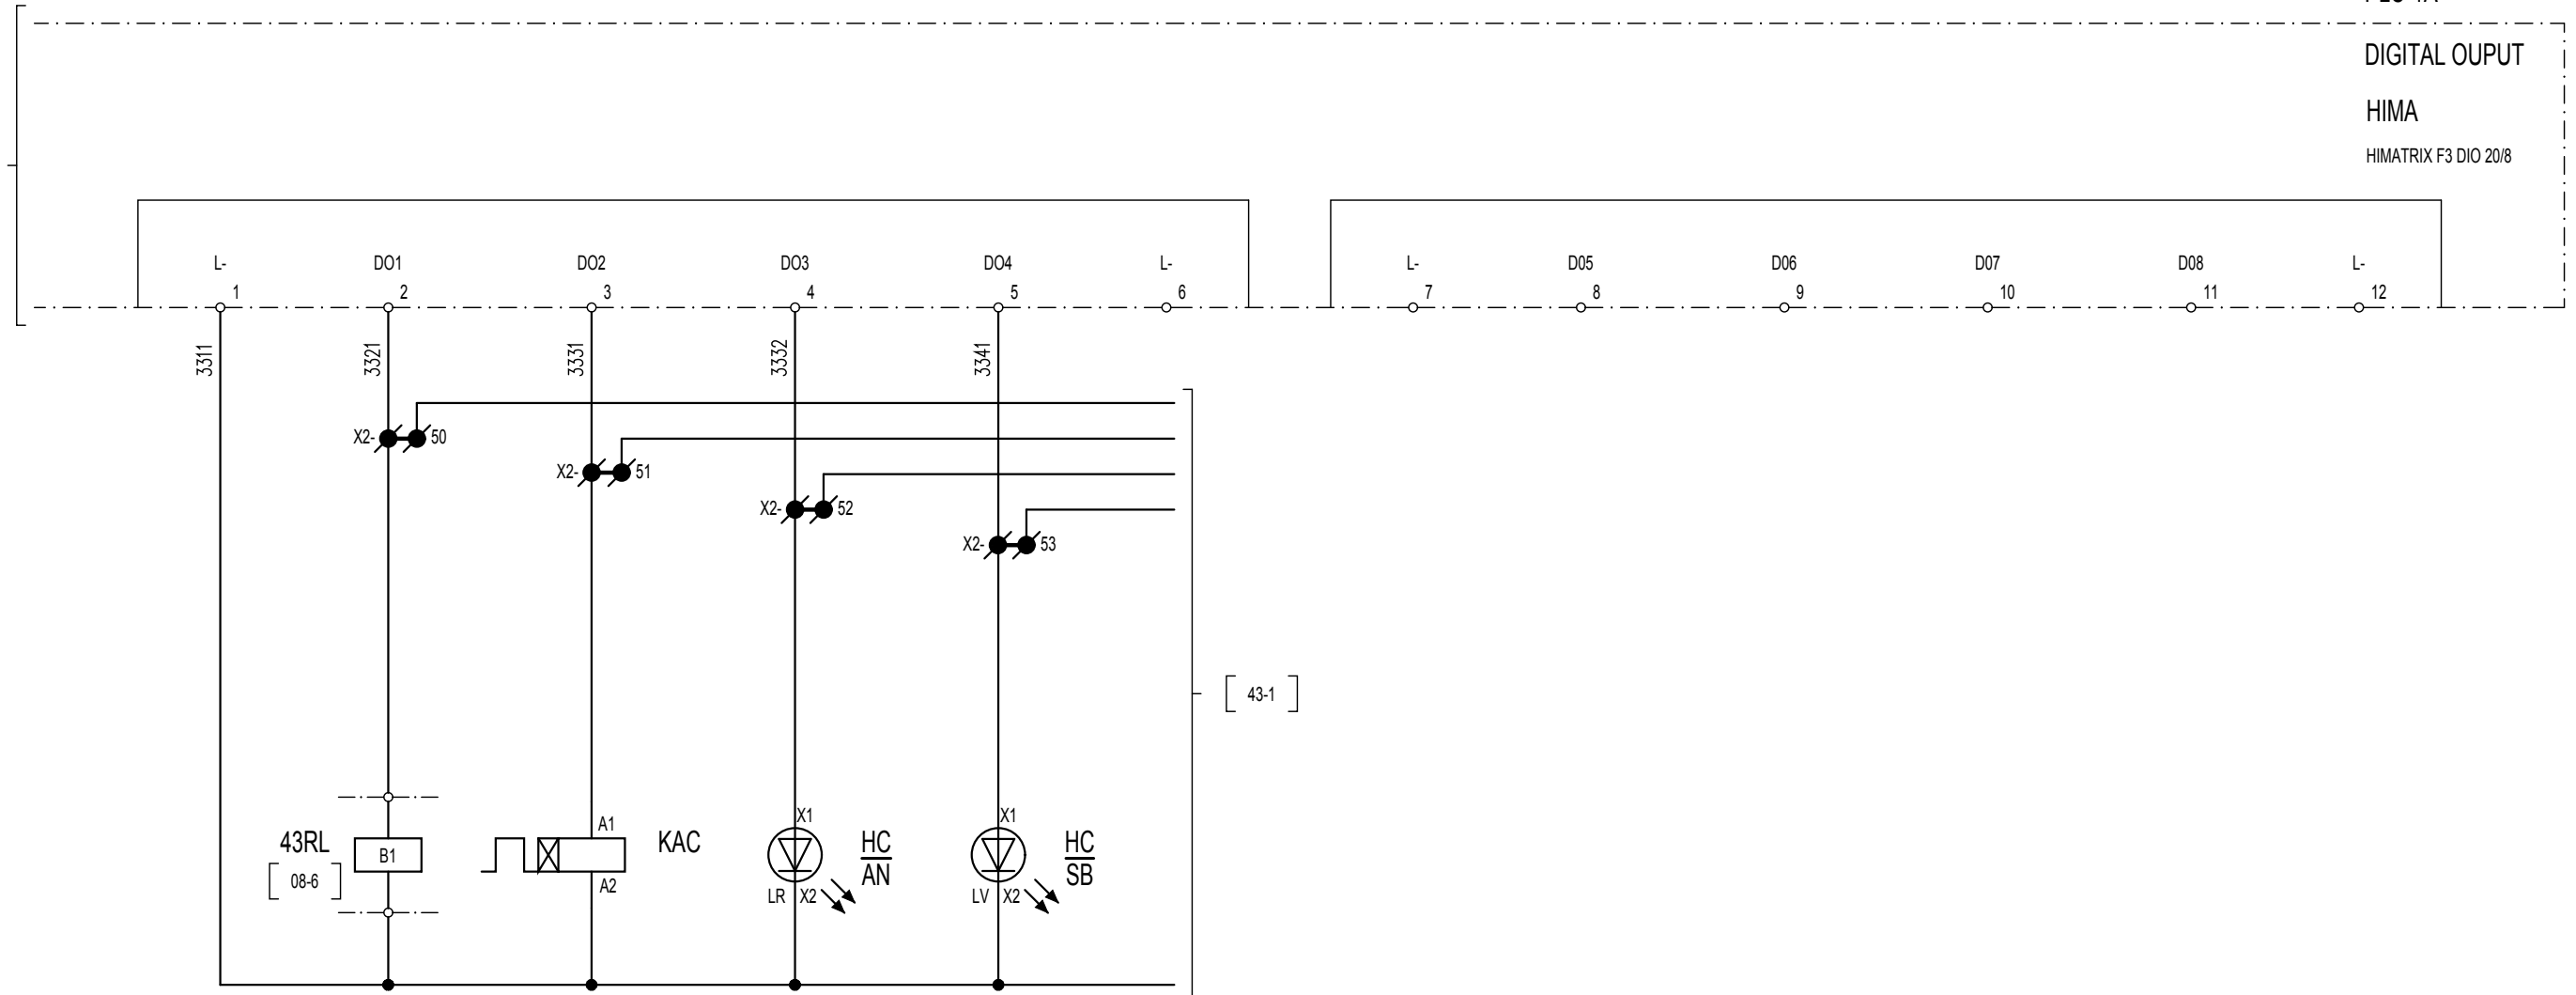 DIGITAL OUPUT
HIMA
HIMATRIX F3 DIO 20/8
L- DO1 DO2 DO3 DO4 L- L- D05 D06 D07 D08 L-
1 2 3 4 5 6 7 8 9 10 11 12
3311 3321 3331 3332 3341
X2- 50
X2- 51
X2- 52
X2- 53
43-1
X1 X1
A1
43RL B1 KAC HC HC
08-6 AN SB
A2 LR X2 LV X2